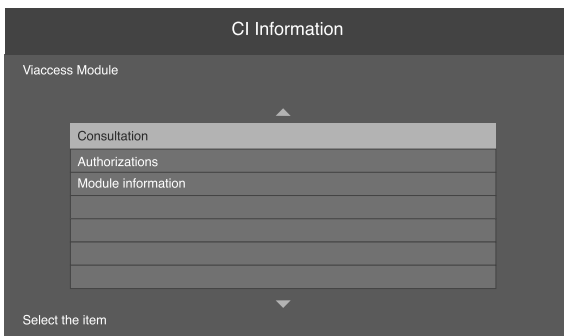 CI Information
Viaccess Module
Consultation
Authorizations
Module information
Select the item